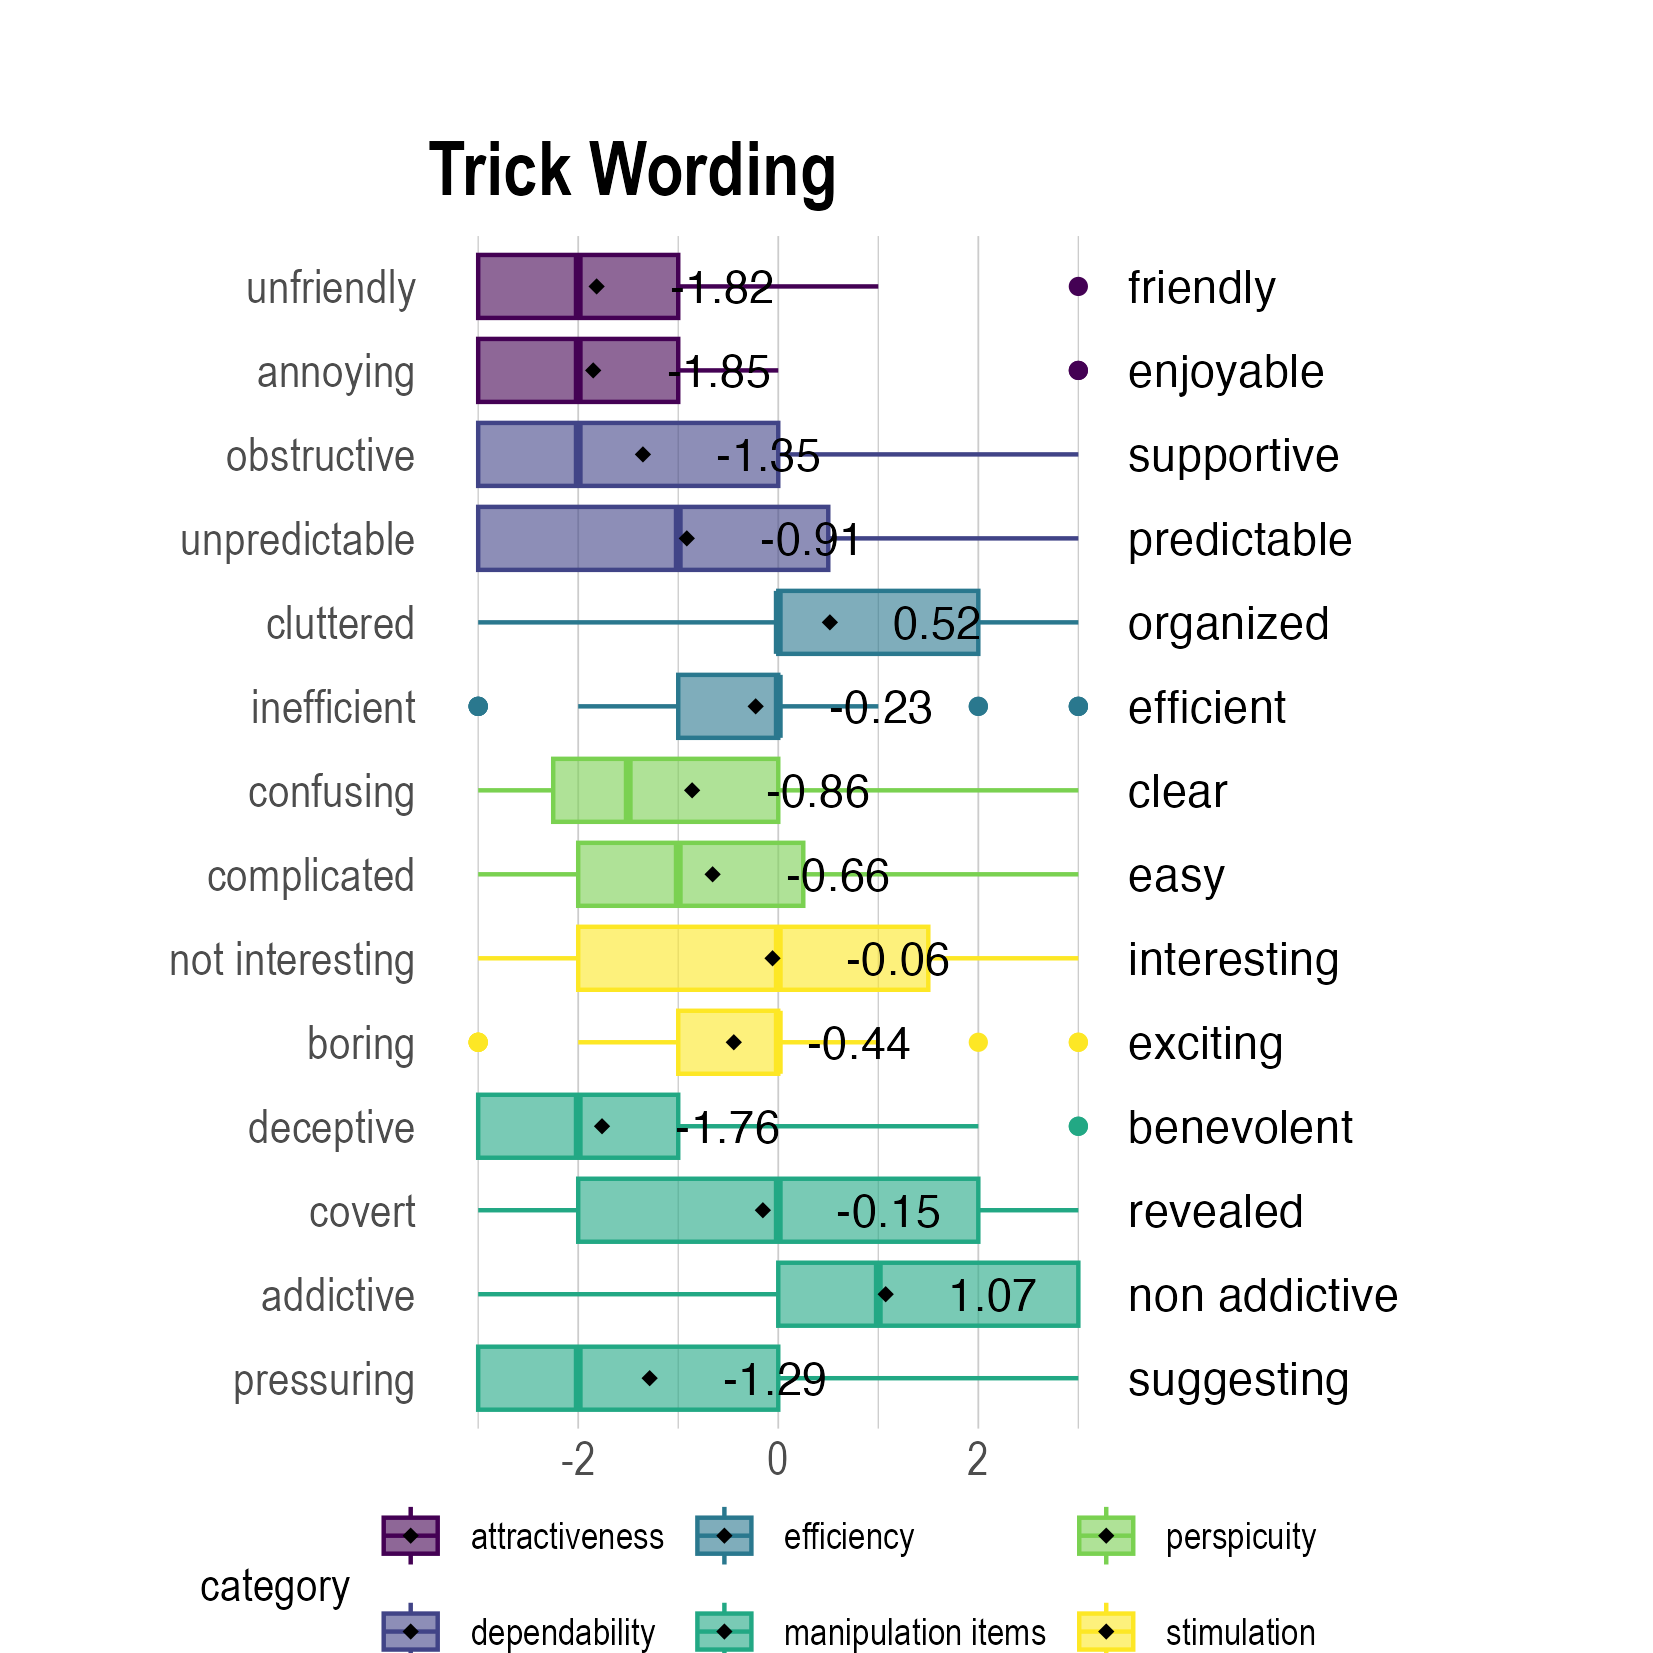 Trick Wording
unfriendly -1.82 friendly
annoying -1.85 enjoyable
obstructive -1.35 supportive
unpredictable -0.91 predictable
cluttered 0.52 organized
inefficient -0.23 efficient
confusing -0.86 clear
complicated -0.66 easy
not interesting -0.06 interesting
boring -0.44 exciting
deceptive -1.76 benevolent
covert -0.15 revealed
addictive 1.07 non addictive
pressuring -1.29 suggesting
-2 0 2
attractiveness efficiency perspicuity
category
dependability manipulation items stimulation